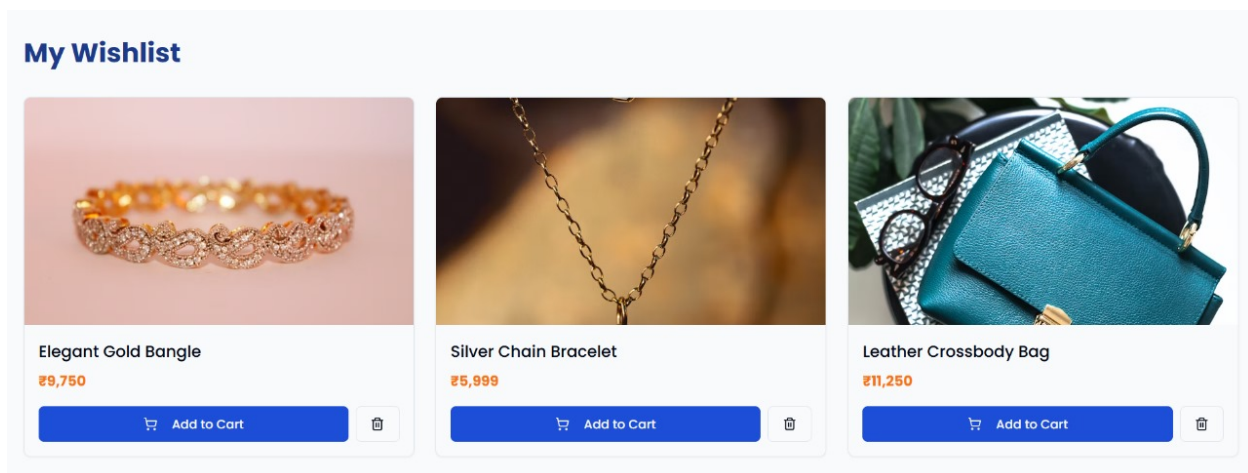 My Wishlist
Elegant Gold Bangle
₹9,750
Add to Cart
Silver Chain Bracelet
₹5,999
Add to Cart
Leather Crossbody Bag
₹11,250
Add to Cart